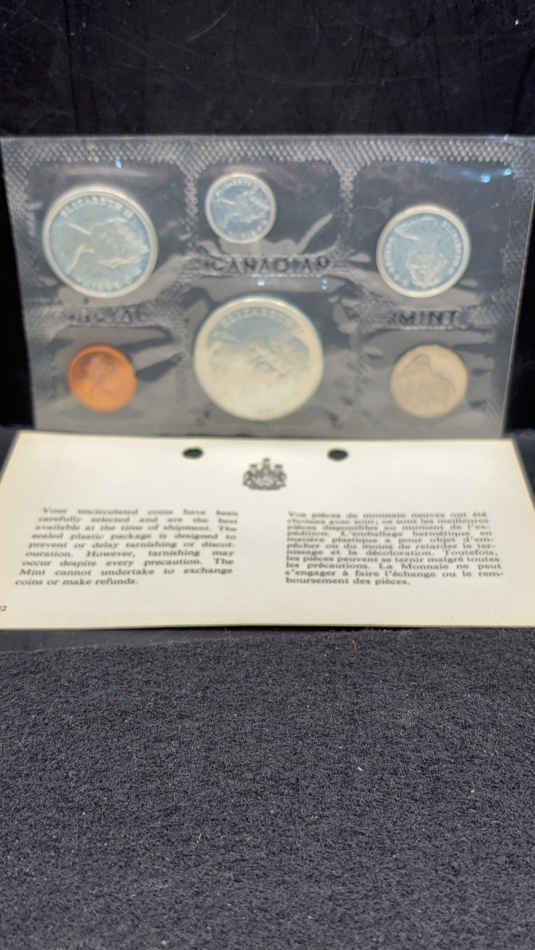 ELIZABETH II
CANADIAN
ROYAL
MINT
ELIZABETH II
Your uncirculated coins have been
carefully selected and are the best
available at the time of shipment. The
sealed plastic package is designed to
prevent or delay tarnishing or discol-
ouration. However, tarnishing may
occur despite every precaution. The
Mint cannot undertake to exchange
coins or make refunds.
Vos pièces de monnaie neuves ont été
choisies avec soin; ce sont les meilleures
pièces disponibles au moment de l'ex-
pédition. L'emballage hermétique en
matière plastique a pour objet d'em-
pêcher ou du moins de retarder le ter-
nissage et la décoloration. Toutefois,
les pièces peuvent se ternir malgré toutes
les précautions. La Monnaie ne peut
s'engager à faire l'échange ou le rem-
boursement des pièces.